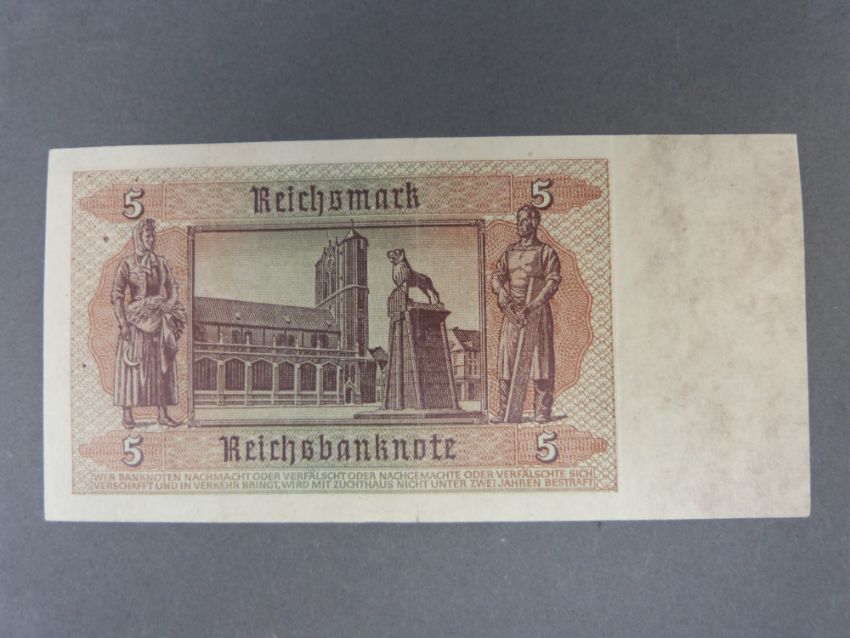 5 Reichsmark 5
5 Reichsbanknote 5
WER BANKNOTEN NACHMACHT ODER VERFÄLSCHT ODER NACHGEMACHTE ODER VERFÄLSCHTE SICH
VERSCHAFFT UND IN VERKEHR BRINGT, WIRD MIT ZUCHTHAUS NICHT UNTER ZWEI JAHREN BESTRAFT